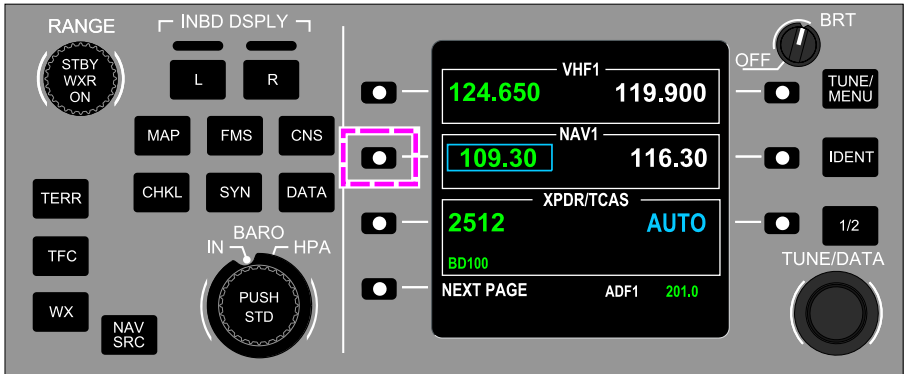 RANGE
STBY
WXR
ON
INBD DSPLY
L
R
MAP
FMS
CNS
CHKL
SYN
DATA
TERR
TFC
WX
NAV
SRC
BARO
IN
HPA
PUSH
STD
VHF1
124.650 119.900
NAV1
109.30 116.30
XPDR/TCAS
2512 AUTO
BD100
NEXT PAGE ADF1 201.0
BRT
OFF
TUNE/
MENU
IDENT
1/2
TUNE/DATA